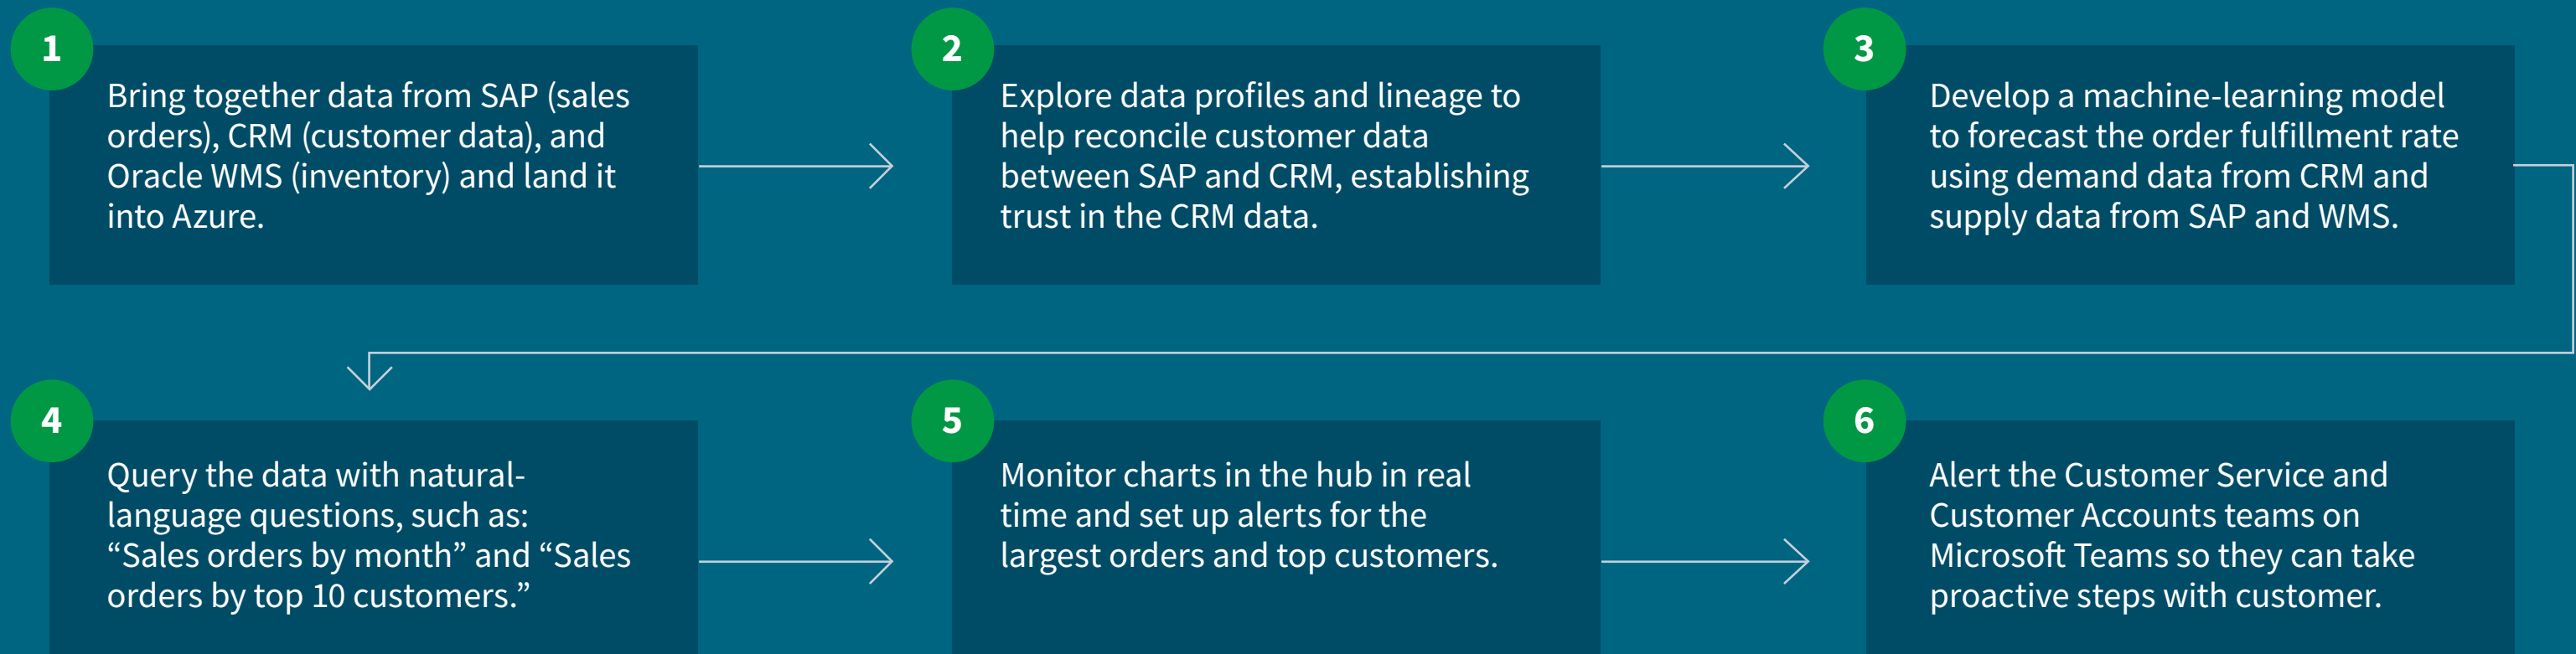 1
Bring together data from SAP (sales
orders), CRM (customer data), and
Oracle WMS (inventory) and land it
into Azure.
2
Explore data profiles and lineage to
help reconcile customer data
between SAP and CRM, establishing
trust in the CRM data.
3
Develop a machine-learning model
to forecast the order fulfillment rate
using demand data from CRM and
supply data from SAP and WMS.
4
Query the data with natural-
language questions, such as:
“Sales orders by month” and “Sales
orders by top 10 customers.”
5
Monitor charts in the hub in real
time and set up alerts for the
largest orders and top customers.
6
Alert the Customer Service and
Customer Accounts teams on
Microsoft Teams so they can take
proactive steps with customer.